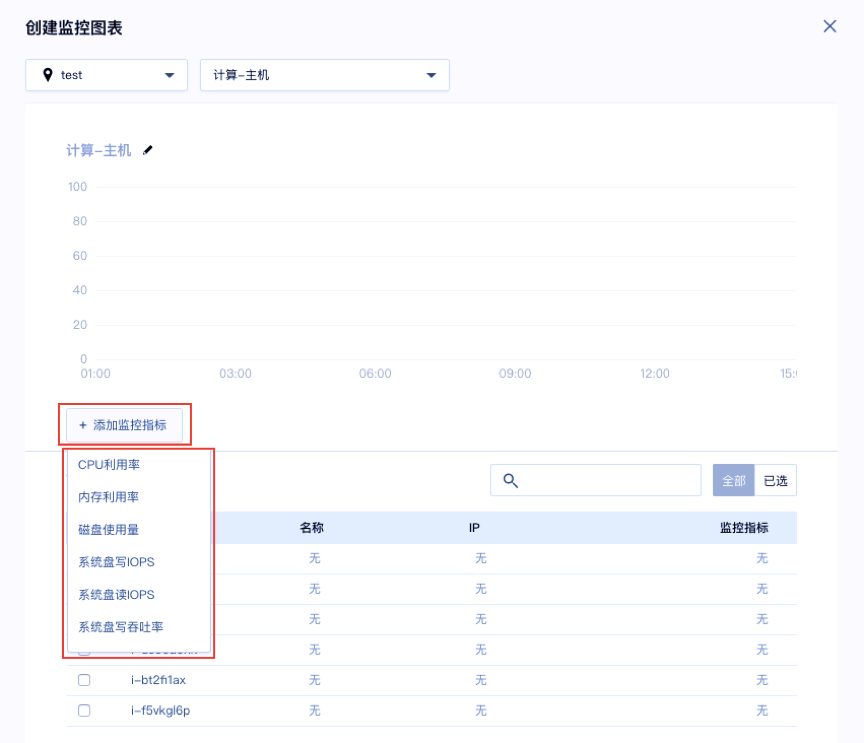 创建监控图表
test 计算-主机
计算-主机
100
80
60
40
20
0
01:00 03:00 06:00 09:00 12:00
+ 添加监控指标
CPU利用率
全部 已选
内存利用率
名称 IP 监控指标
磁盘使用量
无 无 无
系统盘写IOPS
无 无 无
系统盘读IOPS
无 无 无
系统盘写吞吐率
无 无 无
i-bt2fi1ax 无 无 无
i-f5vkgl6p 无 无 无